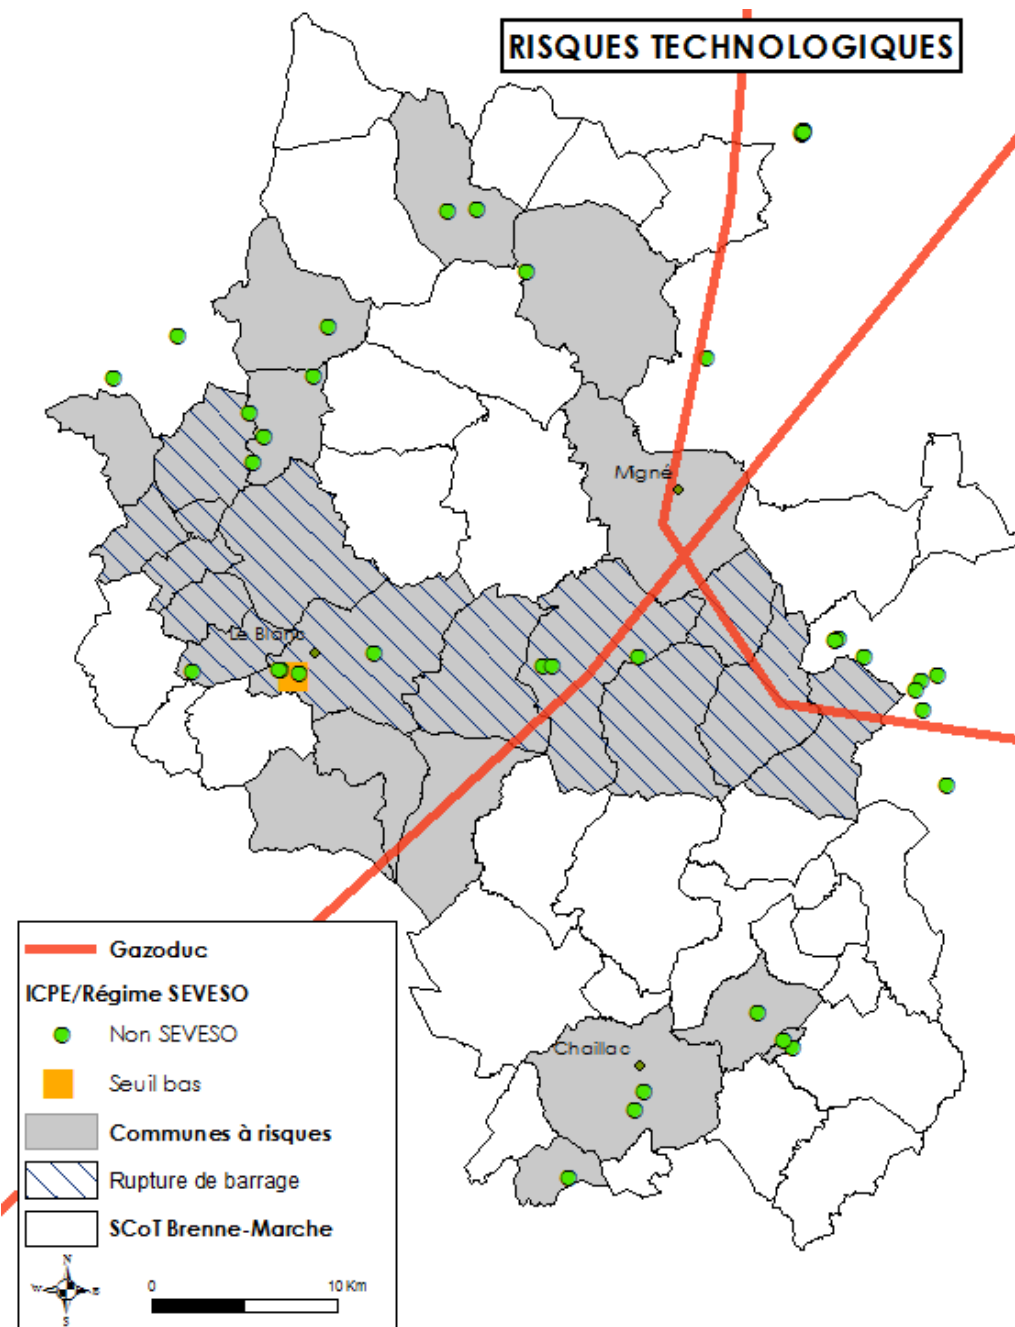 RISQUES TECHNOLOGIQUES
Migné
Le Blanc
Chaillac
Gazoduc
ICPE/Régime SEVESO
Non SEVESO
Seuil bas
Communes à risques
Rupture de barrage
SCoT Brenne-Marche
N
W
E
S
0
10 Km